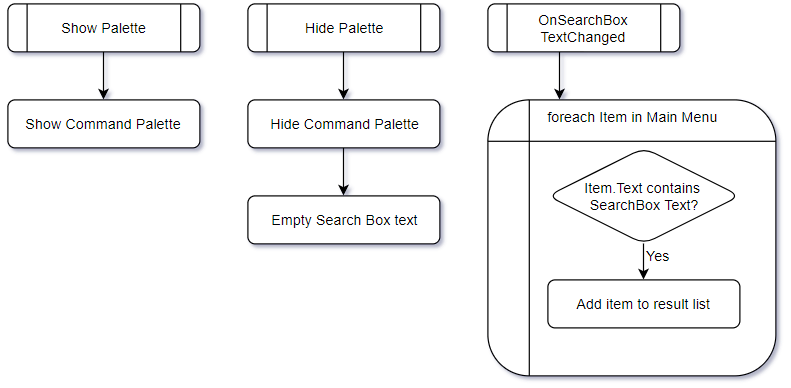 Show Palette
Show Command Palette
Hide Palette
Hide Command Palette
Empty Search Box text
OnSearchBox
TextChanged
foreach Item in Main Menu
Item.Text contains
SearchBox Text?
Yes
Add item to result list